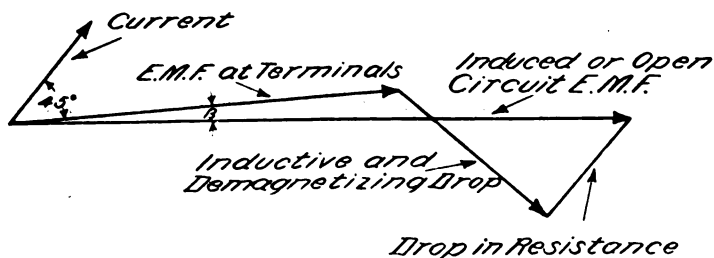 Current
45°
E.M.F. at Terminals
β
Induced or Open
Circuit E.M.F.
Inductive and
Demagnetizing Drop
Drop in Resistance